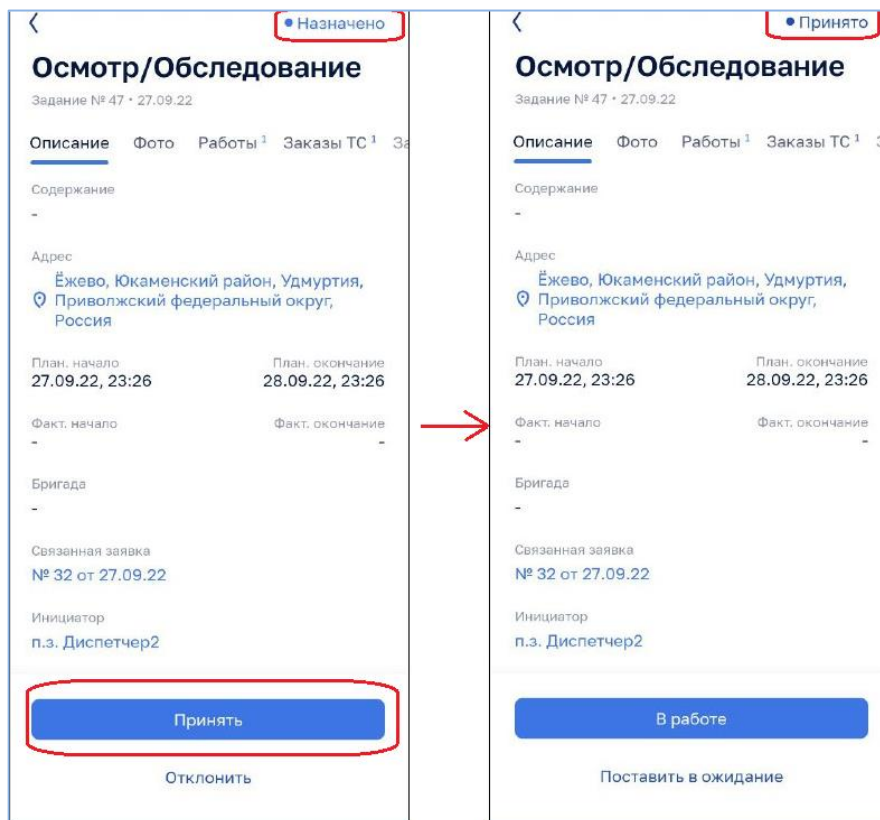 Назначено
Осмотр/Обследование
Задание № 47 • 27.09.22
Описание Фото Работы 1 Заказы ТС 1 За
Содержание
-
Адрес
Ёжево, Юкаменский район, Удмуртия,
Приволжский федеральный округ,
Россия
План. начало План. окончание
27.09.22, 23:26 28.09.22, 23:26
Факт. начало Факт. окончание
- -
Бригада
-
Связанная заявка
№ 32 от 27.09.22
Инициатор
п.з. Диспетчер2
Принять
Отклонить
Принято
Осмотр/Обследование
Задание № 47 • 27.09.22
Описание Фото Работы 1 Заказы ТС 1
Содержание
-
Адрес
Ёжево, Юкаменский район, Удмуртия,
Приволжский федеральный округ,
Россия
План. начало План. окончание
27.09.22, 23:26 28.09.22, 23:26
Факт. начало Факт. окончание
- -
Бригада
-
Связанная заявка
№ 32 от 27.09.22
Инициатор
п.з. Диспетчер2
В работе
Поставить в ожидание